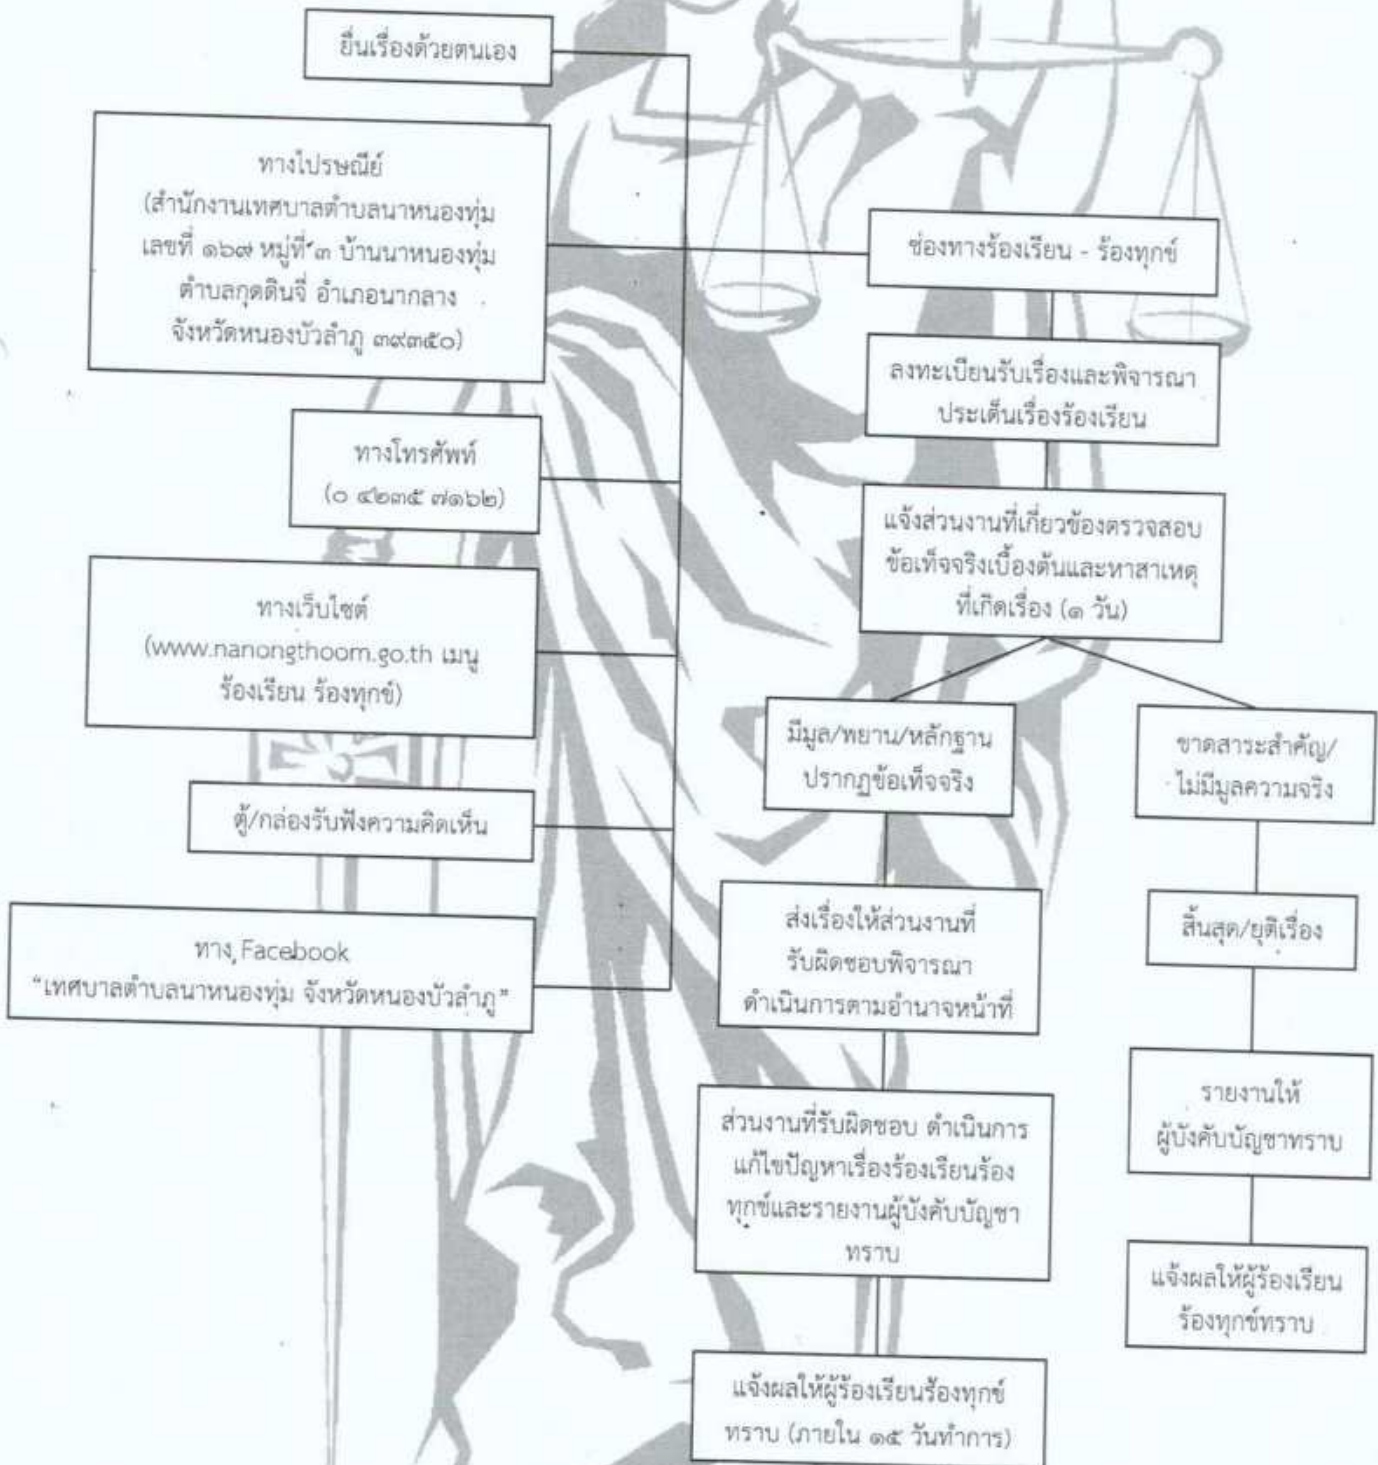 ยื่นเรื่องด้วยตนเอง
ทางไปรษณีย์
(สำนักงานเทศบาลตำบลนาหนองทุ่ม
เลขที่ ๑๖๙ หมู่ที่ ๓ บ้านนาหนองทุ่ม
ตำบลกุดดินจี่ อำเภอนากลาง
จังหวัดหนองบัวลำภู ๓๙๓๕๐)
ทางโทรศัพท์
(๐ ๔๒๓๕ ๗๑๖๒)
ทางเว็บไซต์
(www.nanongthoom.go.th เมนู
ร้องเรียน ร้องทุกข์)
ตู้/กล่องรับฟังความคิดเห็น
ทาง Facebook
“เทศบาลตำบลนาหนองทุ่ม จังหวัดหนองบัวลำภู”
ช่องทางร้องเรียน - ร้องทุกข์
ลงทะเบียนรับเรื่องและพิจารณา
ประเด็นเรื่องร้องเรียน
แจ้งส่วนงานที่เกี่ยวข้องตรวจสอบ
ข้อเท็จจริงเบื้องต้นและหาสาเหตุ
ที่เกิดเรื่อง (๑ วัน)
มีมูล/พยาน/หลักฐาน
ปรากฏข้อเท็จจริง
ส่งเรื่องให้ส่วนงานที่
รับผิดชอบพิจารณา
ดำเนินการตามอำนาจหน้าที่
ส่วนงานที่รับผิดชอบ ดำเนินการ
แก้ไขปัญหาเรื่องร้องเรียนร้อง
ทุกข์และรายงานผู้บังคับบัญชา
ทราบ
แจ้งผลให้ผู้ร้องเรียนร้องทุกข์
ทราบ (ภายใน ๑๕ วันทำการ)
ขาดสาระสำคัญ/
ไม่มีมูลความจริง
สิ้นสุด/ยุติเรื่อง
รายงานให้
ผู้บังคับบัญชาทราบ
แจ้งผลให้ผู้ร้องเรียน
ร้องทุกข์ทราบ